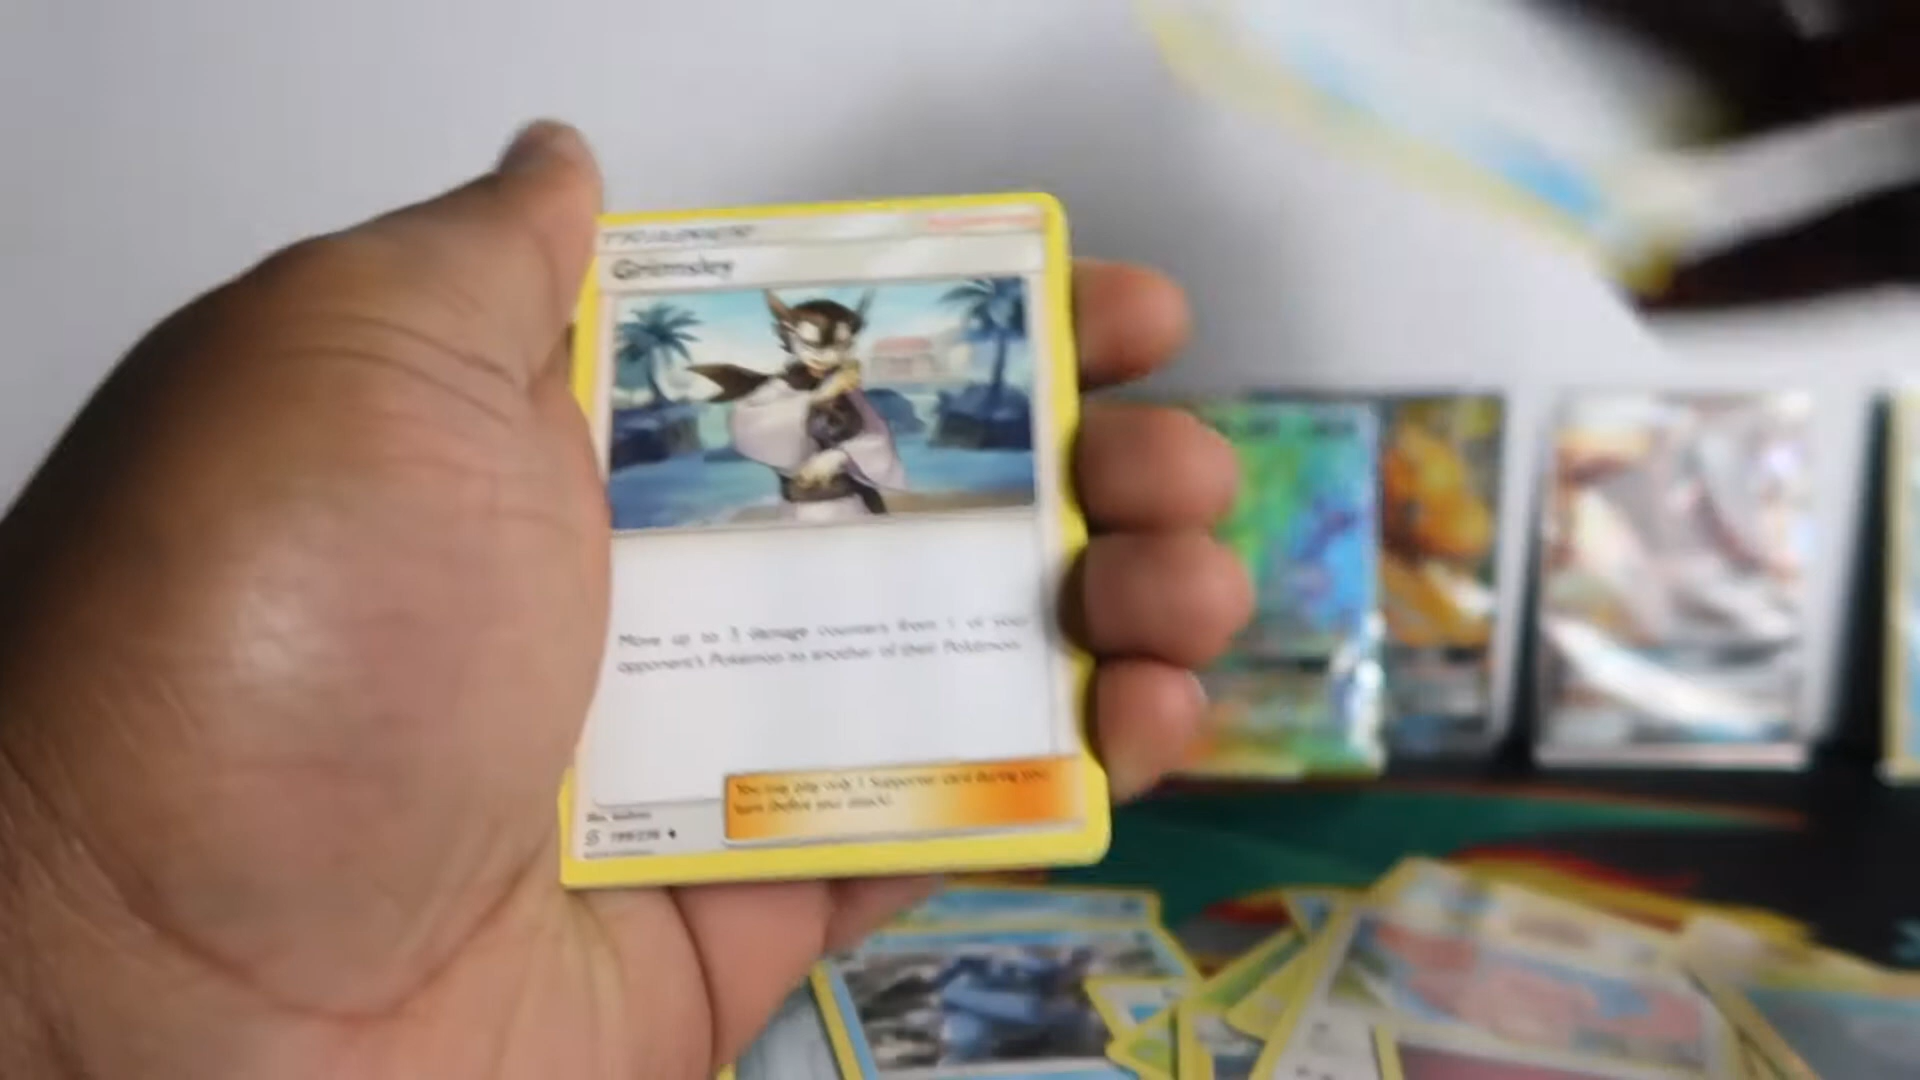 TRAINER
Grimsley
Move up to 3 damage counters from 1 of your
opponent's Pokémon to another of their Pokémon.
You may play only 1 Supporter card during your
turn (before you attack).